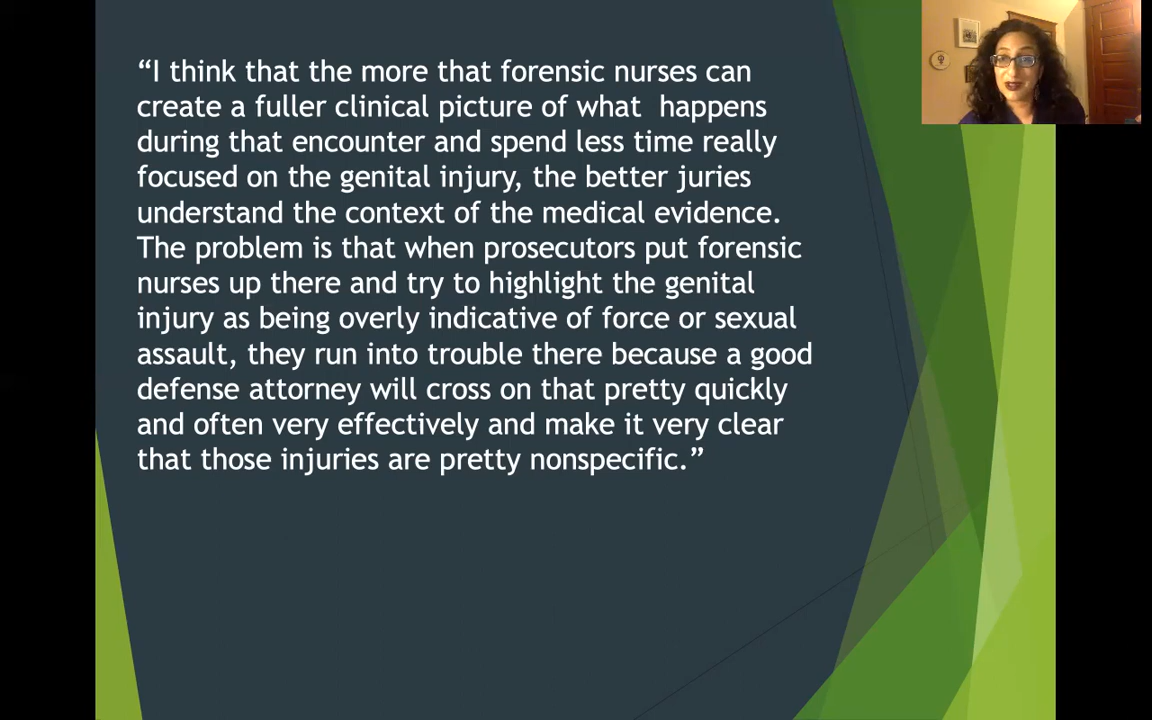 “I think that the more that forensic nurses can
create a fuller clinical picture of what  happens
during that encounter and spend less time really
focused on the genital injury, the better juries
understand the context of the medical evidence.
The problem is that when prosecutors put forensic
nurses up there and try to highlight the genital
injury as being overly indicative of force or sexual
assault, they run into trouble there because a good
defense attorney will cross on that pretty quickly
and often very effectively and make it very clear
that those injuries are pretty nonspecific.”